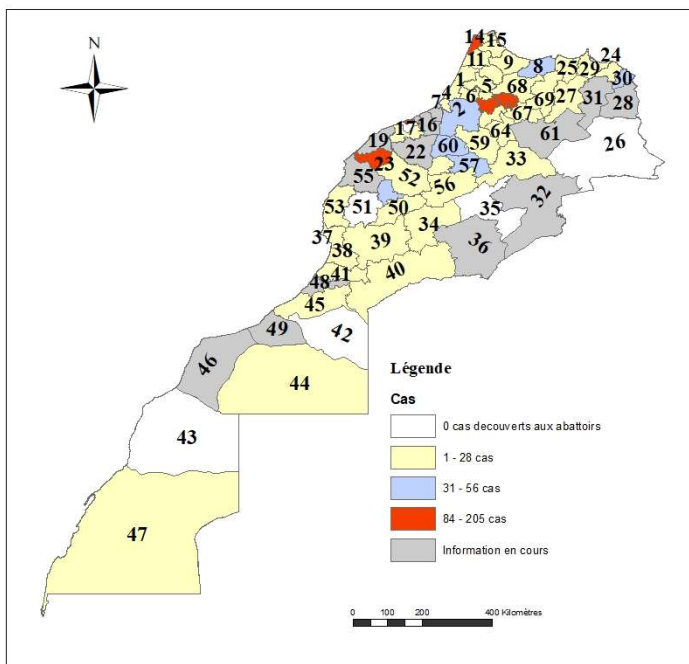 N
14 15
11 9 8 25 29 24
1 5 68 30
7 4 6 2 67 69 27 31 28
17 16 64 61 26
19 22 60 59
23 57 33
55 52 56 32
53 51 50 35
37 34 36
38 39
41 40
48
45
49 42
46 44
43
47
Légende
Cas
0 cas decouverts aux abattoirs
1 - 28 cas
31 - 56 cas
84 - 205 cas
Information en cours
0 100 200 400 Kilomètres